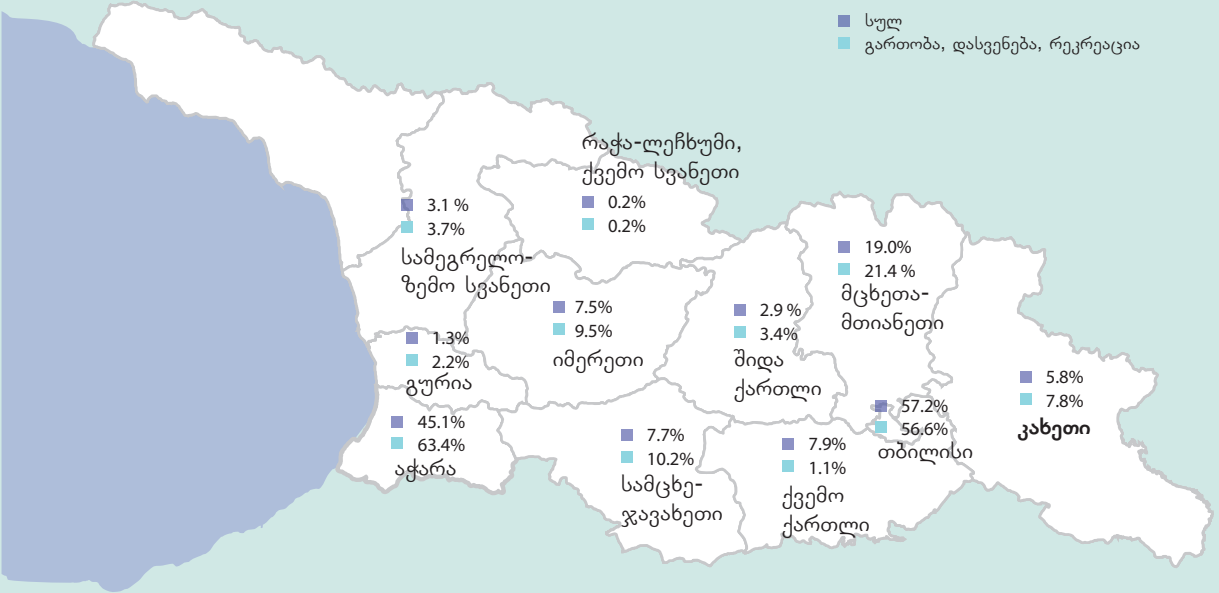 სულ
გართობა, დასვენება, რეკრეაცია
რაჭა-ლეჩხუმი,
ქვემო სვანეთი
0.2%
0.2%
3.1 %
3.7%
სამეგრელო-
ზემო სვანეთი
19.0%
21.4 %
მცხეთა-
მთიანეთი
7.5%
9.5%
იმერეთი
2.9 %
3.4%
შიდა
ქართლი
1.3%
2.2%
გურია
5.8%
7.8%
კახეთი
57.2%
56.6%
თბილისი
45.1%
63.4%
აჭარა
7.7%
10.2%
სამცხე-
ჯავახეთი
7.9%
1.1%
ქვემო
ქართლი